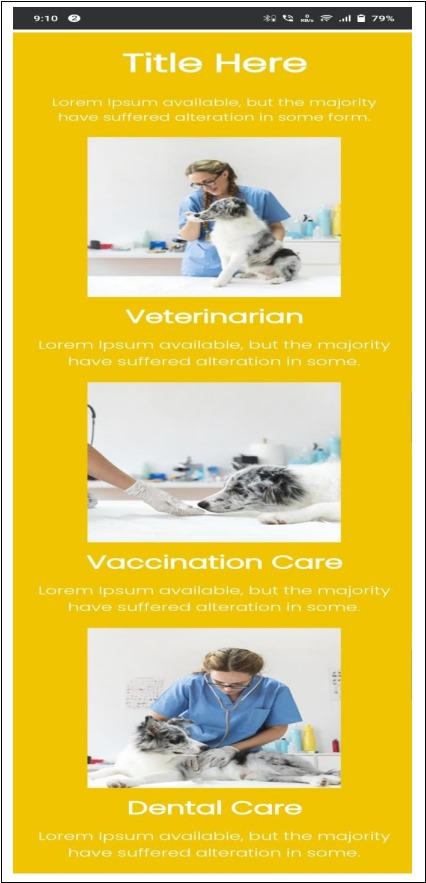 9:10 2 79%
Title Here
Lorem Ipsum available, but the majority
have suffered alteration in some form.
Veterinarian
Lorem Ipsum available, but the majority
have suffered alteration in some.
Vaccination Care
Lorem Ipsum available, but the majority
have suffered alteration in some.
Dental Care
Lorem Ipsum available, but the majority
have suffered alteration in some.